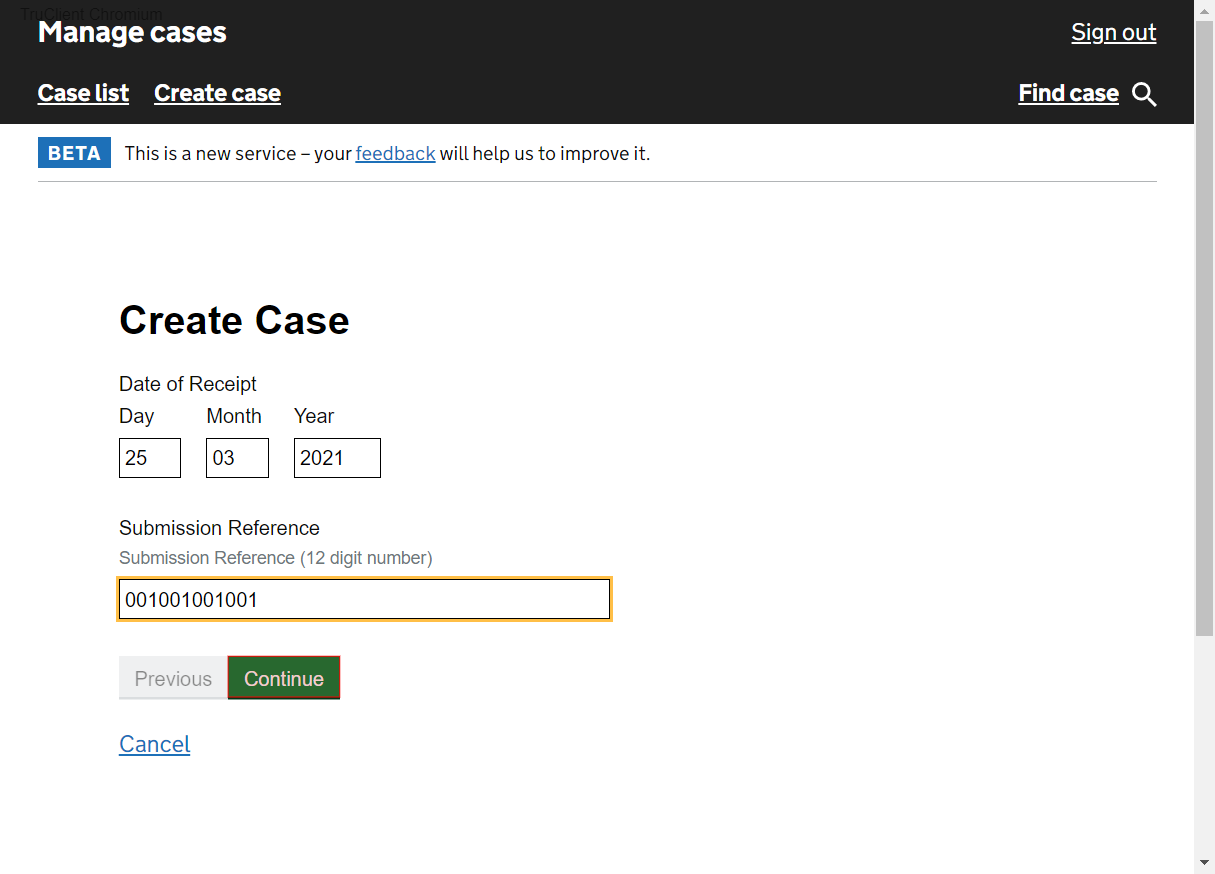 TruClient Chromium
Manage cases
Sign out
Case list Create case Find case
BETA This is a new service – your feedback will help us to improve it.
Create Case
Date of Receipt
Day Month Year
25 03 2021
Submission Reference
Submission Reference (12 digit number)
001001001001
Previous Continue
Cancel